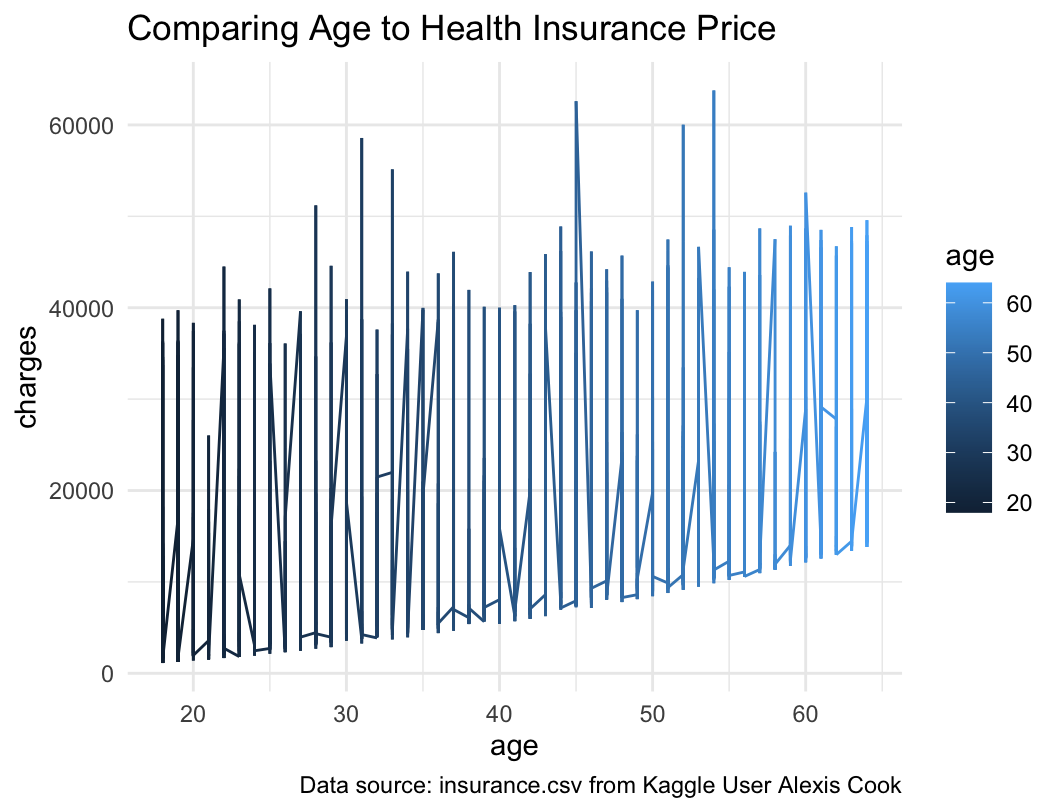 Comparing Age to Health Insurance Price
60000
40000
20000
0
charges
20 30 40 50 60
age
age
60
50
40
30
20
Data source: insurance.csv from Kaggle User Alexis Cook